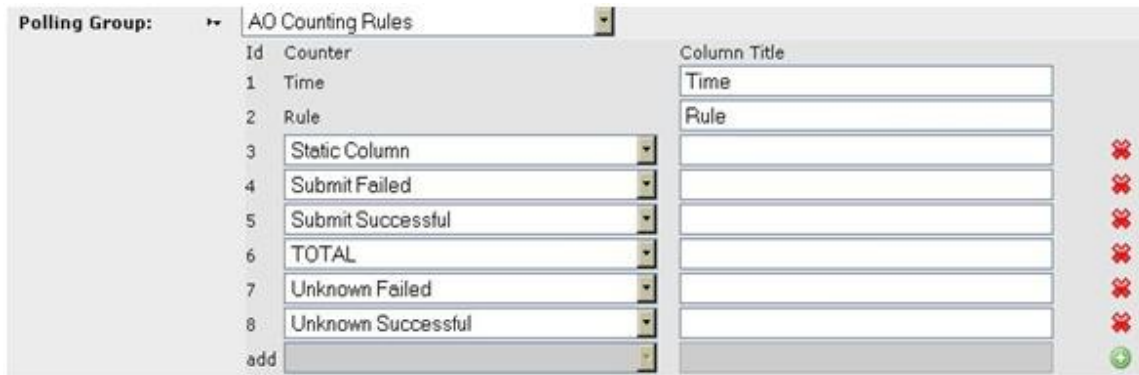 Polling Group: AO Counting Rules
Id Counter Column Title
1 Time Time
2 Rule Rule
3 Static Column
4 Submit Failed
5 Submit Successful
6 TOTAL
7 Unknown Failed
8 Unknown Successful
add